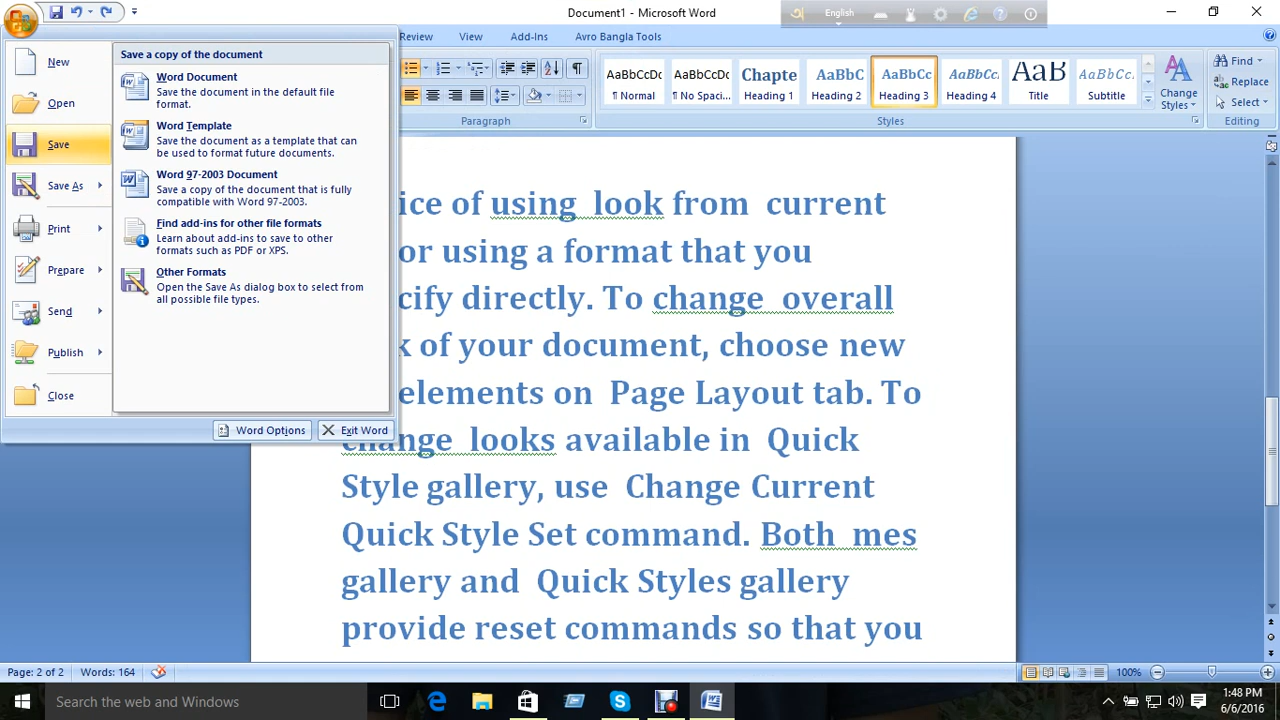 Document1 - Microsoft Word
English
Review View Add-Ins Avro Bangla Tools
New
Open
Save
Save As
Print
Prepare
Send
Publish
Close
Save a copy of the document
Word Document
Save the document in the default file
format.
Word Template
Save the document as a template that can
be used to format future documents.
Word 97-2003 Document
Save a copy of the document that is fully
compatible with Word 97-2003.
Find add-ins for other file formats
Learn about add-ins to save to other
formats such as PDF or XPS.
Other Formats
Open the Save As dialog box to select from
all possible file types.
Word Options Exit Word
AaBbCcDc AaBbCcDc Chapte AaBbC AaBbCc AaBbCc. AaB AaBbCc.
¶ Normal ¶ No Spaci... Heading 1 Heading 2 Heading 3 Heading 4 Title Subtitle
Change
Styles
Find
Replace
Select
Paragraph Styles Editing
ice of using look from current
or using a format that you
cify directly. To change overall
k of your document, choose new
elements on Page Layout tab. To
change looks available in Quick
Style gallery, use Change Current
Quick Style Set command. Both mes
gallery and Quick Styles gallery
provide reset commands so that you
Page: 2 of 2 Words: 164 100%
Search the web and Windows
1:48 PM
6/6/2016